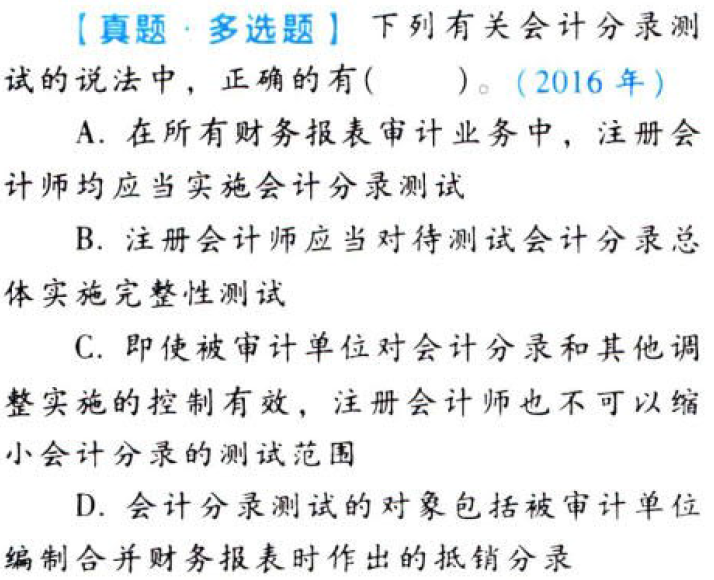 【真题·多选题】 下列有关会计分录测
试的说法中，正确的有(　　)。(2016 年)
A. 在所有财务报表审计业务中，注册会
计师均应当实施会计分录测试
B. 注册会计师应当对待测试会计分录总
体实施完整性测试
C. 即使被审计单位对会计分录和其他调
整实施的控制有效，注册会计师也不可以缩
小会计分录的测试范围
D. 会计分录测试的对象包括被审计单位
编制合并财务报表时作出的抵销分录